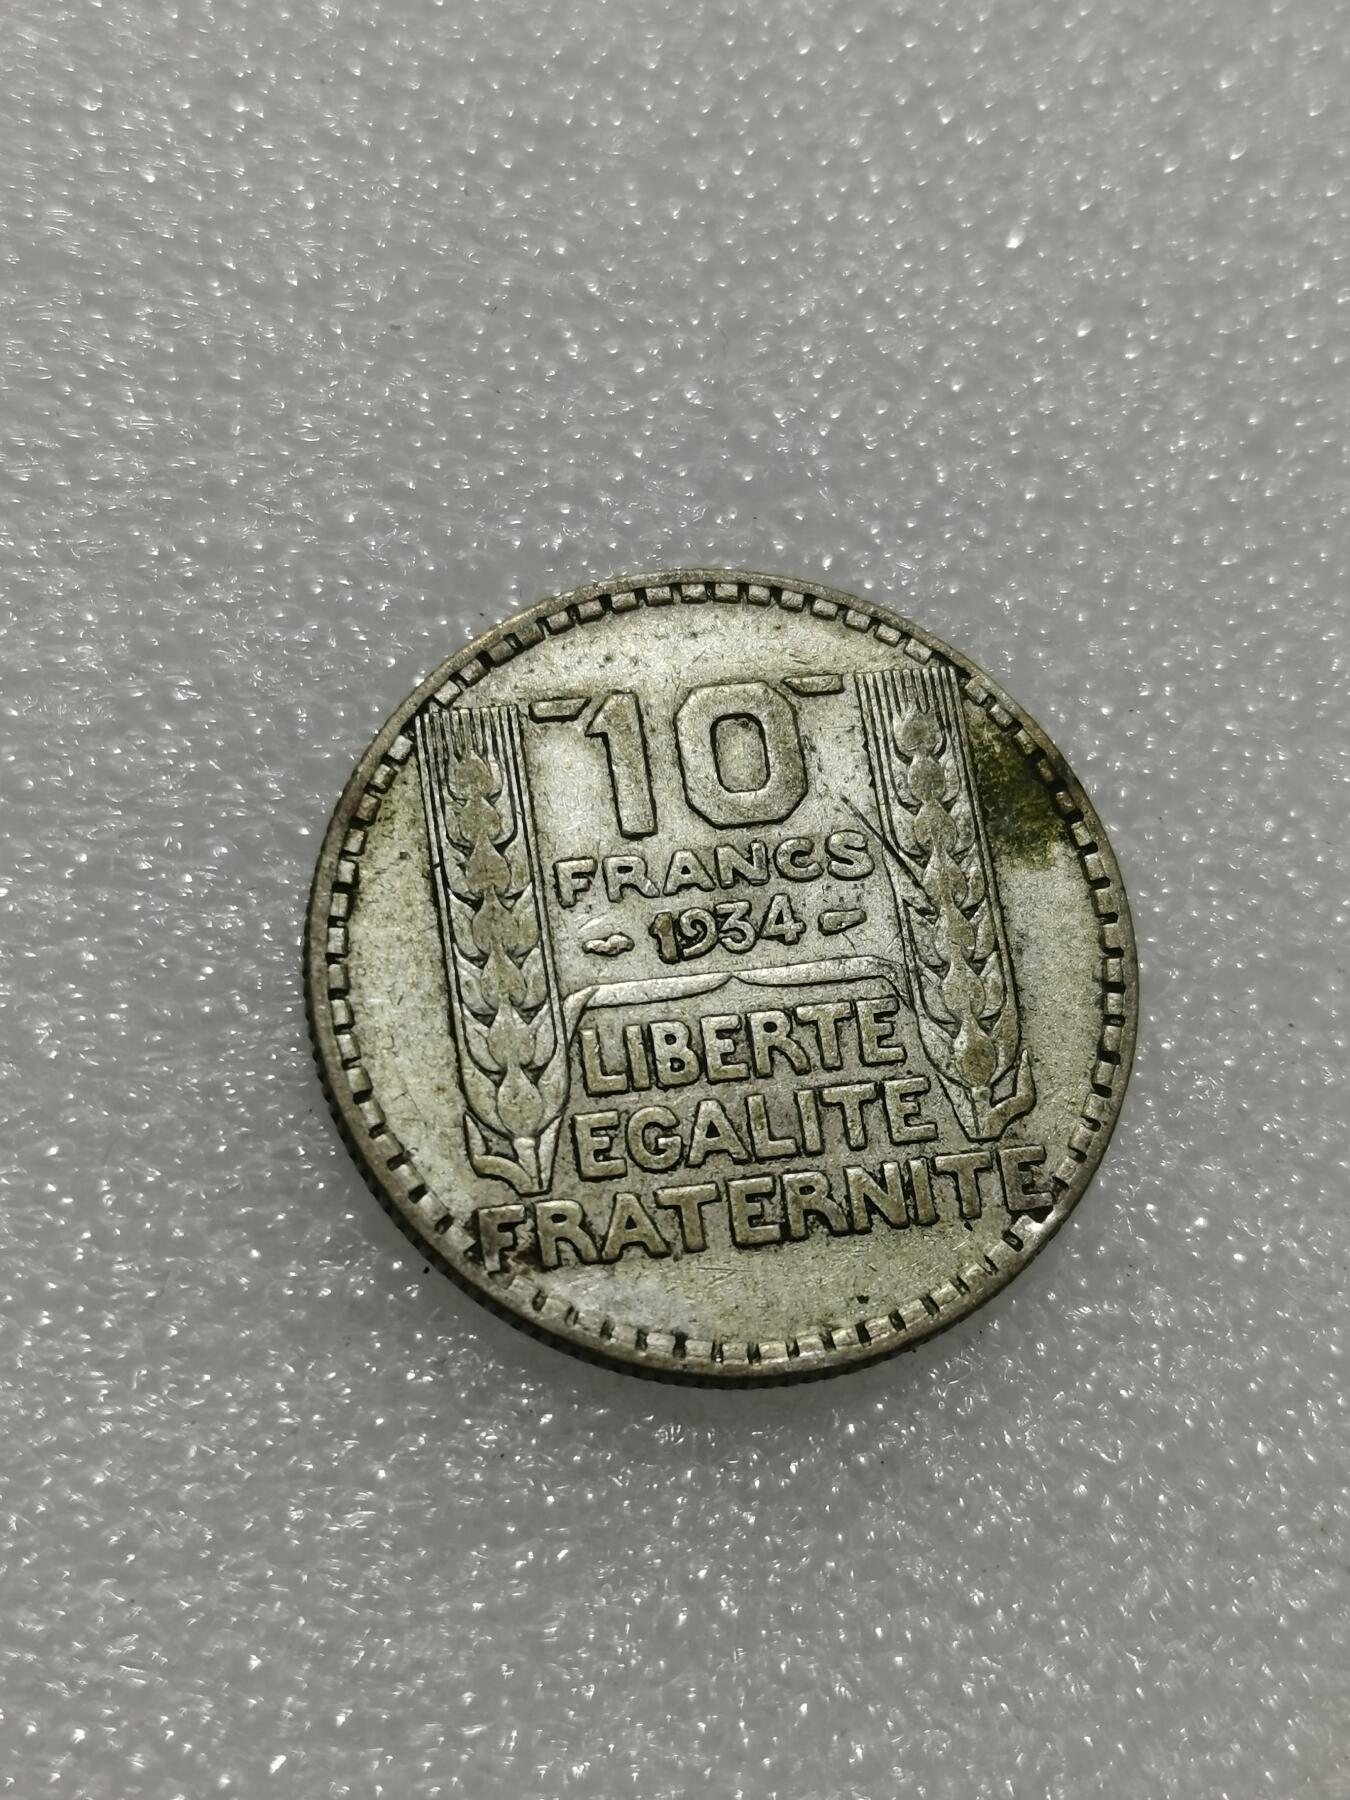 -10-
FRANCS
-1934-
LIBERTE
EGALITE
FRATERNITE